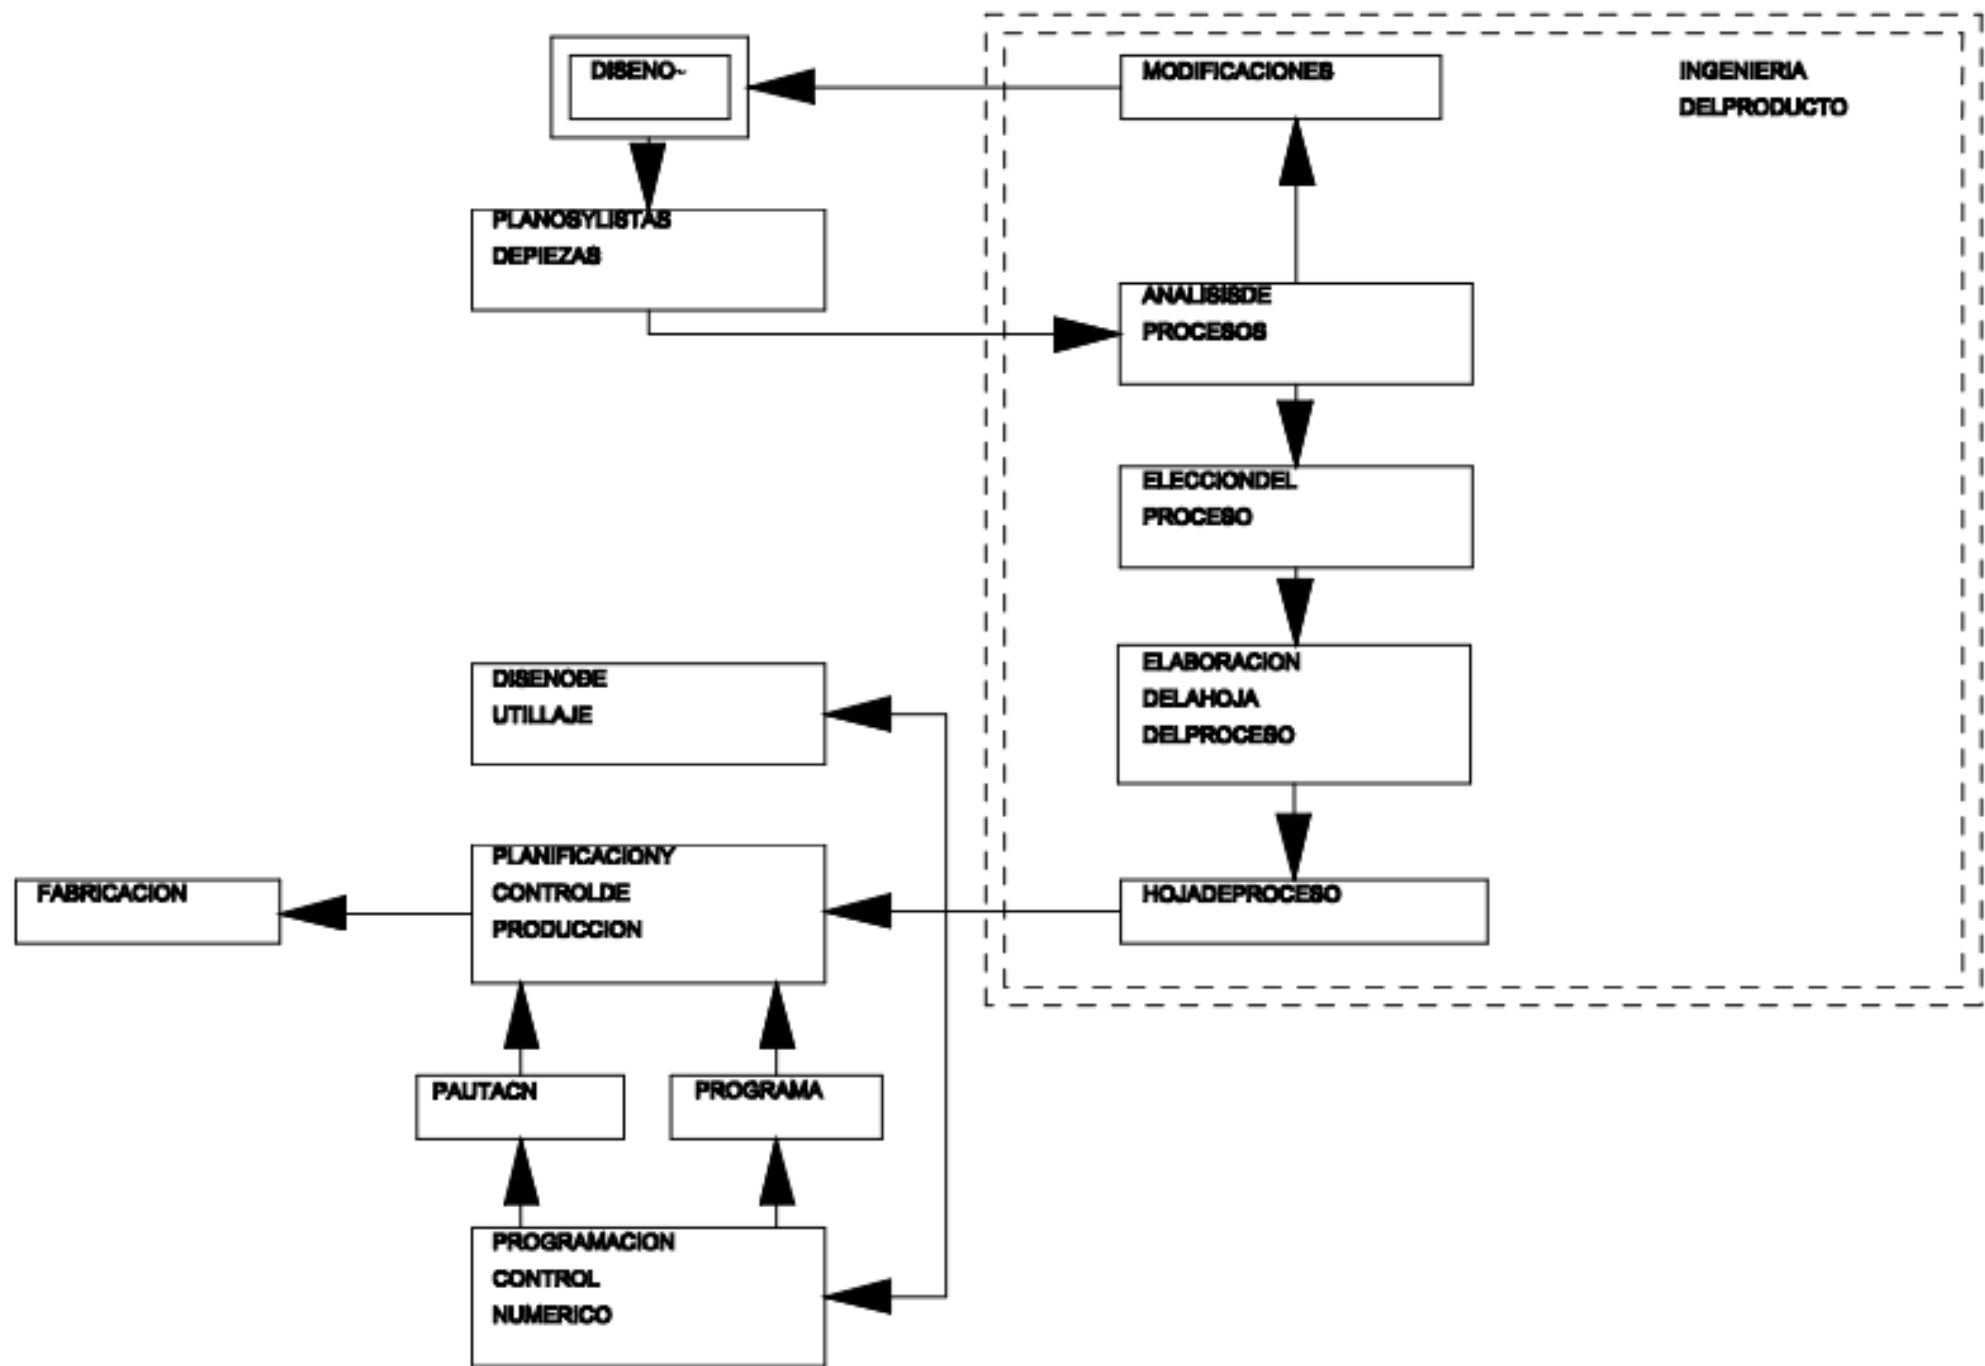 DISENO~
MODIFICACIONES
INGENIERIA
DELPRODUCTO
PLANOSYLISTAS
DEPIEZAS
ANALISISDE
PROCESOS
ELECCIONDEL
PROCESO
ELABORACION
DELAHOJA
DELPROCESO
DISENODE
UTILLAJE
PLANIFICACIONY
CONTROLDE
PRODUCCION
FABRICACION
HOJADEPROCESO
PAUTACN
PROGRAMA
PROGRAMACION
CONTROL
NUMERICO